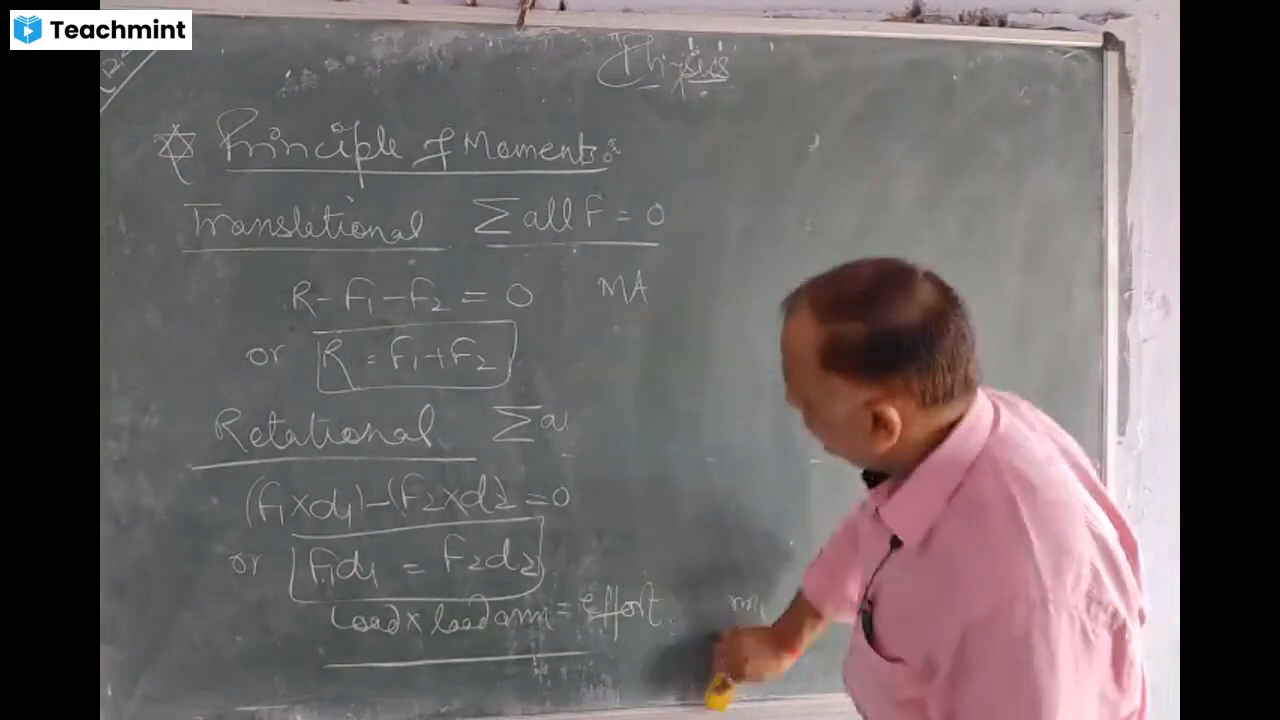 Teachmint
Physics
Principle of Moments:
Translational Σ all F = 0
R - F₁ - F₂ = 0 MA
or R = F₁ + F₂
Rotational Σ a
(F₁ × d₁) - (F₂ × d₂ = 0
or F₁d₁ = F₂d₂
Load × load arm = effort